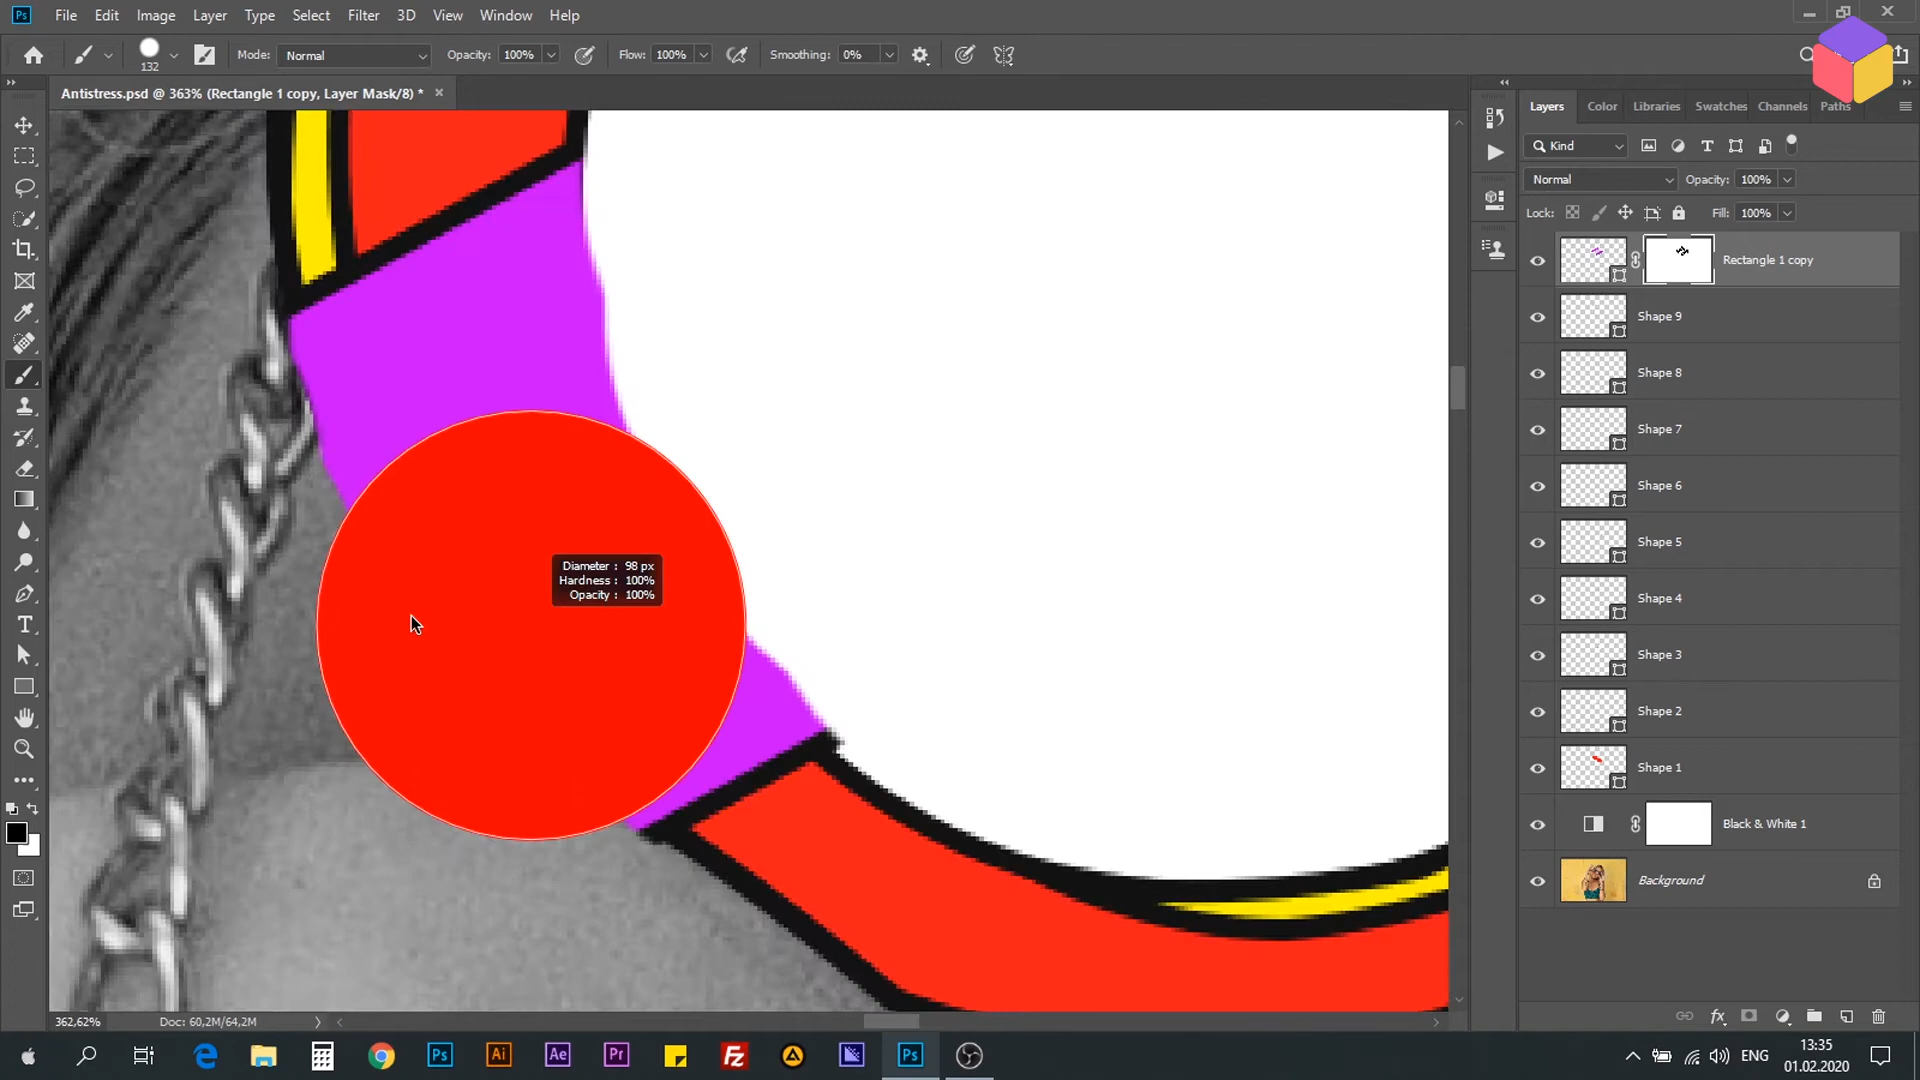 Ps File Edit Image Layer Type Select Filter 3D View Window Help
132 Mode: Normal Opacity: 100% Flow: 100% Smoothing: 0%
Antistress.psd @ 363% (Rectangle 1 copy, Layer Mask/8) *
Layers Color Libraries Swatches Channels Paths
Kind
Normal Opacity: 100%
Lock: Fill: 100%
Rectangle 1 copy
Shape 9
Shape 8
Shape 7
Shape 6
Shape 5
Shape 4
Shape 3
Shape 2
Shape 1
Black & White 1
Background
Diameter : 98 px
Hardness : 100%
Opacity : 100%
362,62% Doc: 60,2M/64,2M
fx
Ps Ai Ae Pr Fz Ps ENG
13:35
01.02.2020